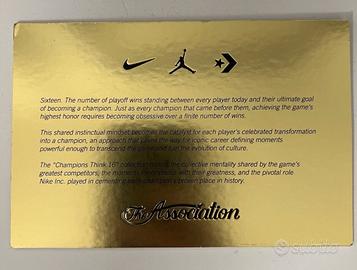 Sixteen. The number of playoff wins standing between every player today and their ultimate goal
of becoming a champion. Just as every champion that came before them, achieving the game's
highest honor requires becoming obsessive over a finite number of wins.
This shared instinctual mindset becomes the catalyst for each player's celebrated transformation
into a champion, an approach that paved the way for iconic career defining moments
powerful enough to transcend the game and fuel the evolution of culture.
The "Champions Think 16" collection the collective mentality shared by the game's
greatest competitors, the moments with their greatness, and the pivotal role
Nike Inc. played in cementing each champion's proven place in history.
The Association
subito.it